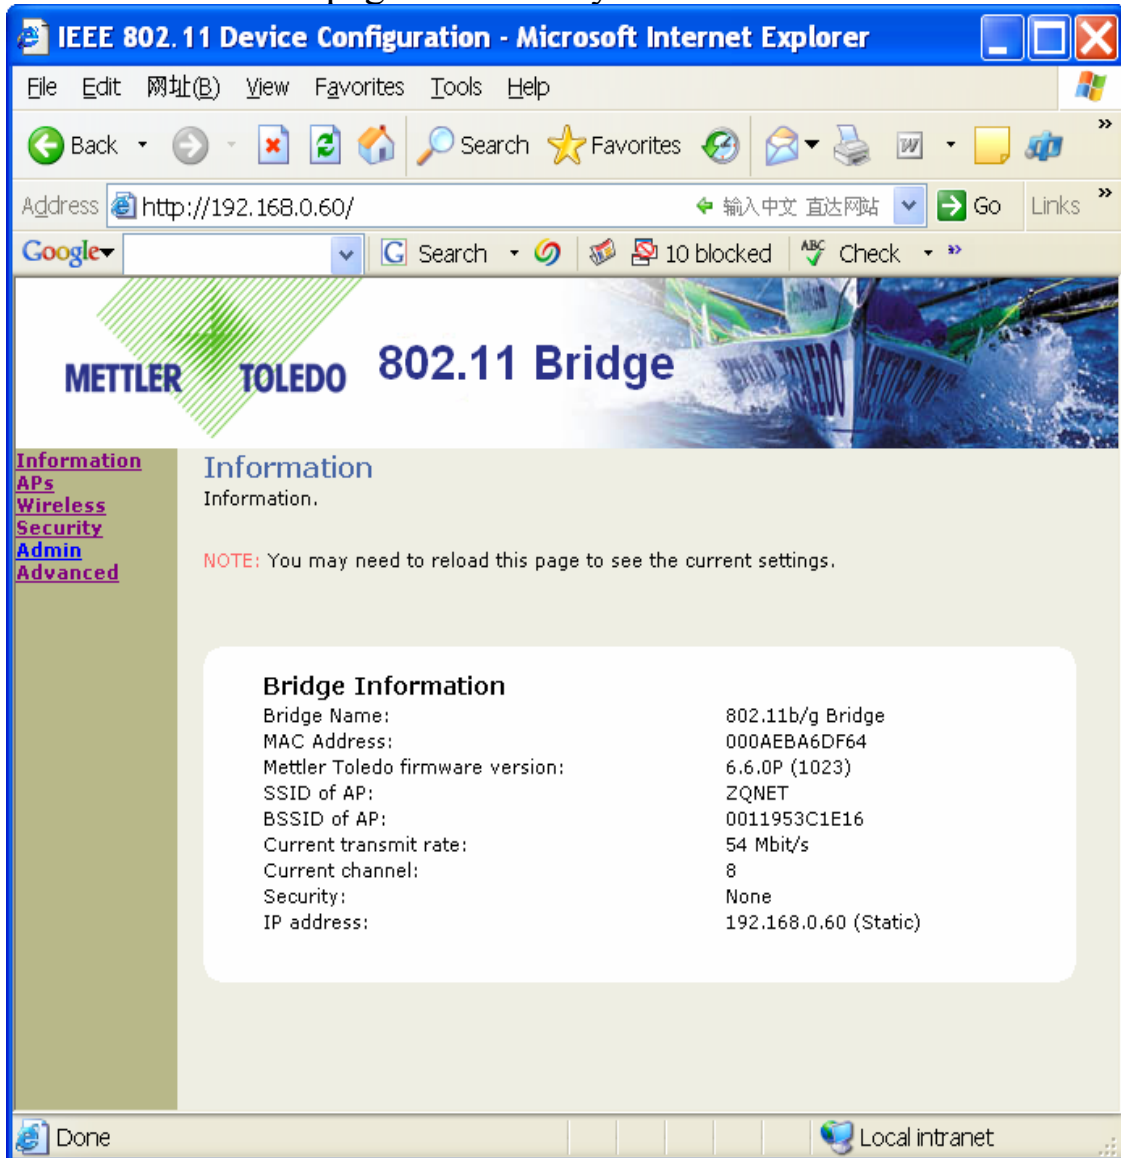 IEEE 802.11 Device Configuration - Microsoft Internet Explorer
File Edit 网址(B) View Favorites Tools Help
Back Search Favorites »
Address http://192.168.0.60/ 输入中文 直达网站 Go Links »
Google G Search 10 blocked ABC Check »
METTLER TOLEDO 802.11 Bridge
Information
APs
Wireless
Security
Admin
Advanced
Information
Information.
NOTE: You may need to reload this page to see the current settings.
Bridge Information
Bridge Name: 802.11b/g Bridge
MAC Address: 000AEBA6DF64
Mettler Toledo firmware version: 6.6.0P (1023)
SSID of AP: ZQNET
BSSID of AP: 0011953C1E16
Current transmit rate: 54 Mbit/s
Current channel: 8
Security: None
IP address: 192.168.0.60 (Static)
Done Local intranet